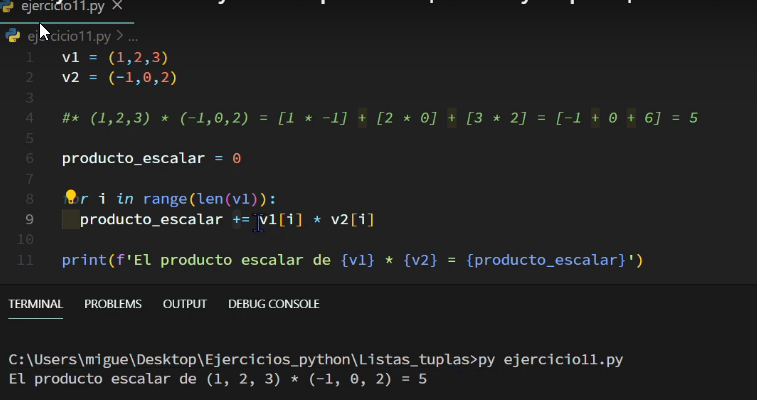 ejercicio11.py
ejercicio11.py > ...
1 v1 = (1,2,3)
2 v2 = (-1,0,2)
3
4 #* (1,2,3) * (-1,0,2) = [1 * -1] + [2 * 0] + [3 * 2] = [-1 + 0 + 6] = 5
5
6 producto_escalar = 0
7
8 for i in range(len(v1)):
9 producto_escalar += v1[i] * v2[i]
10
11 print(f'El producto escalar de {v1} * {v2} = {producto_escalar}')
TERMINAL PROBLEMS OUTPUT DEBUG CONSOLE
C:\Users\migue\Desktop\Ejercicios_python\Listas_tuplas>py ejercicio11.py
El producto escalar de (1, 2, 3) * (-1, 0, 2) = 5